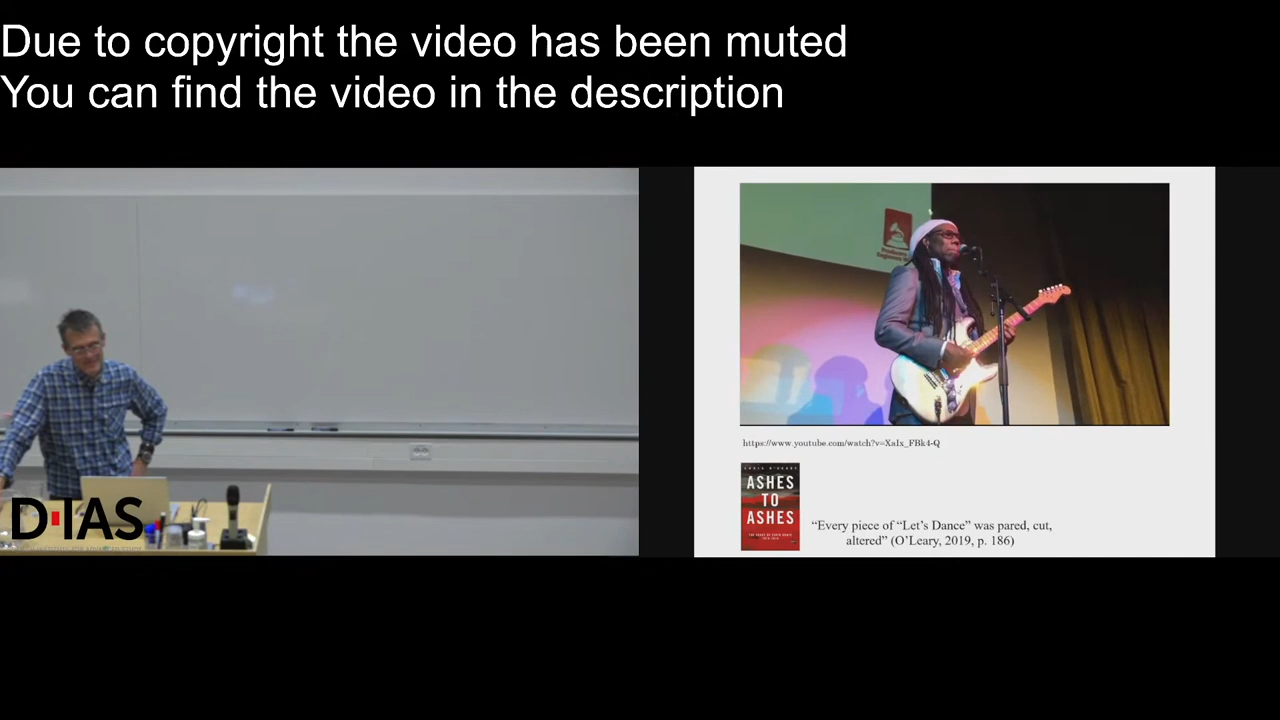 Due to copyright the video has been muted
You can find the video in the description
https://www.youtube.com/watch?v=XaIx_FBk4-Q
ASHES
TO
ASHES
“Every piece of “Let’s Dance” was pared, cut,
altered” (O’Leary, 2019, p. 186)
D·IAS